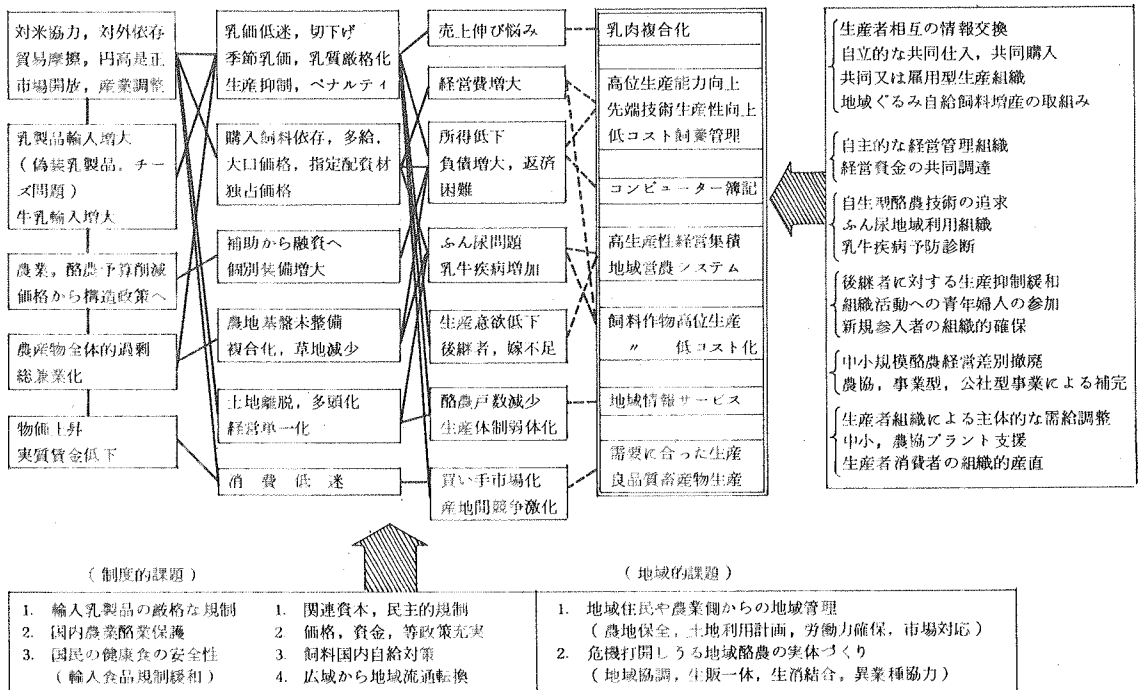 対米協力，対外依存
貿易摩擦，円高是正
市場開放，産業調整
乳製品輸入増大
（偽装乳製品，チー
ズ問題）
牛乳輸入増大
農業，酪農予算削減
価格から構造政策へ
農産物全体的過剰
総兼業化
物価上昇
実質賃金低下
乳価低迷，切下げ
季節乳価，乳質厳格化
生産抑制，ペナルティ
購入飼料依存，多給，
大口価格，指定配資材
独占価格
補助から融資へ
個別装備増大
農地基盤未整備
複合化，草地減少
土地離脱，多頭化
経営単一化
消費低迷
売上伸び悩み
経営費増大
所得低下
負債増大，返済
困難
ふん尿問題
乳牛疾病増加
生産意欲低下
後継者，嫁不足
酪農戸数減少
生産体制弱体化
買い手市場化
産地間競争激化
乳肉複合化
高位生産能力向上
先端技術生産性向上
低コスト飼養管理
コンピューター簿記
高生産性経営集積
地域営農システム
飼料作物高位生産
〃 低コスト化
地域情報サービス
需要に合った生産
良品質畜産物生産
生産者相互の情報交換
自立的な共同仕入，共同購入
共同又は雇用型生産組織
地域ぐるみ自給飼料増産の取組み
自主的な経営管理組織
経営資金の共同調達
自生型酪農技術の追求
ふん尿地域利用組織
乳牛疾病予防診断
後継者に対する生産抑制緩和
組織活動への青年婦人の参加
新規参入者の組織的確保
中小規模酪農経営差別撤廃
農協，事業型，公社型事業による補完
生産者組織による主体的な需給調整
中小，農協プラント支援
生産者消費者の組織的産直
（制度的課題）
1. 輸入乳製品の厳格な規制
2. 国内農業酪業保護
3. 国民の健康食の安全性
（輸入食品規制緩和）
1. 関連資本，民主的規制
2 価格，資金，等政策充実
3. 飼料国内自給対策
4. 広域から地域流通転換
（地域的課題）
1. 地域住民や農業側からの地域管理
（農地保全，土地利用計画，労働力確保，市場対応）
2. 危機打開しうる地域酪農の実体づくり
（地域協調，生販一体，生消結合，異業種協力）